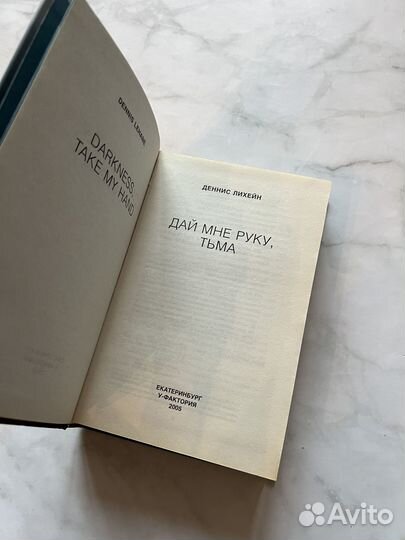 DENNIS LEHANE
DARKNESS,
TAKE MY HAND
ДЕННИС ЛИХЕЙН
ДАЙ МНЕ РУКУ,
ТЬМА
ЕКАТЕРИНБУРГ
У-ФАКТОРИЯ
2005
Avito